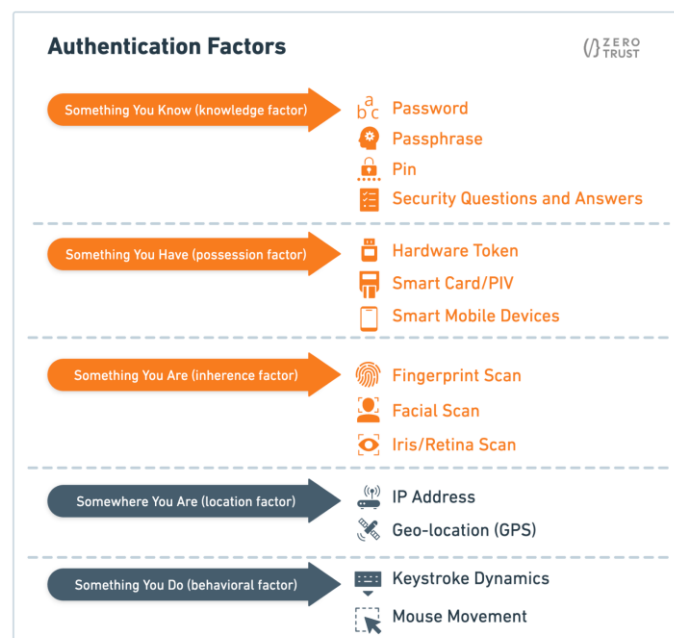 Authentication Factors
ZERO
TRUST
Something You Know (knowledge factor)
a
b c
Password
Passphrase
Pin
Security Questions and Answers
Something You Have (possession factor)
Hardware Token
Smart Card/PIV
Smart Mobile Devices
Something You Are (inherence factor)
Fingerprint Scan
Facial Scan
Iris/Retina Scan
Somewhere You Are (location factor)
IP Address
Geo-location (GPS)
Something You Do (behavioral factor)
Keystroke Dynamics
Mouse Movement